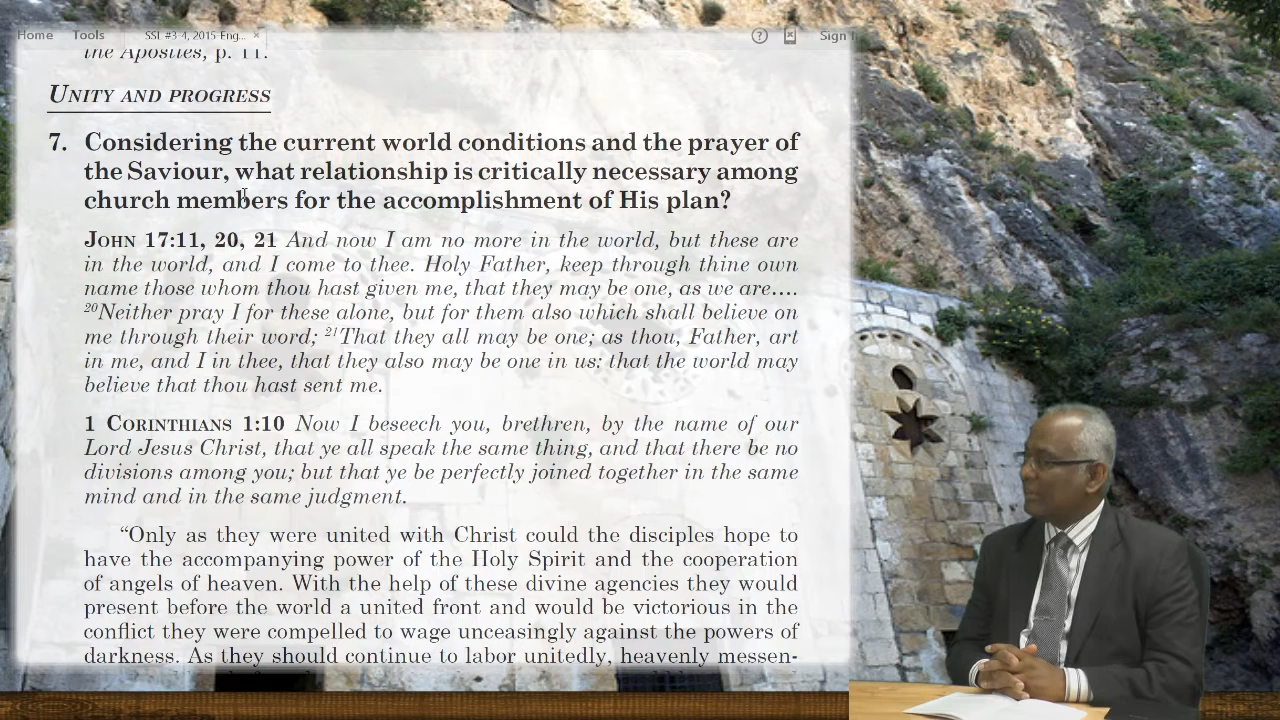 Home Tools SSL #3-4, 2015-Eng... × Sign
the Apostles, p. 11.
UNITY AND PROGRESS
7. Considering the current world conditions and the prayer of
the Saviour, what relationship is critically necessary among
church members for the accomplishment of His plan?
JOHN 17:11, 20, 21 And now I am no more in the world, but these are
in the world, and I come to thee. Holy Father, keep through thine own
name those whom thou hast given me, that they may be one, as we are….
²⁰Neither pray I for these alone, but for them also which shall believe on
me through their word; ²¹That they all may be one; as thou, Father, art
in me, and I in thee, that they also may be one in us: that the world may
believe that thou hast sent me.
1 CORINTHIANS 1:10 Now I beseech you, brethren, by the name of our
Lord Jesus Christ, that ye all speak the same thing, and that there be no
divisions among you; but that ye be perfectly joined together in the same
mind and in the same judgment.
“Only as they were united with Christ could the disciples hope to
have the accompanying power of the Holy Spirit and the cooperation
of angels of heaven. With the help of these divine agencies they would
present before the world a united front and would be victorious in the
conflict they were compelled to wage unceasingly against the powers of
darkness. As they should continue to labor unitedly, heavenly messen-